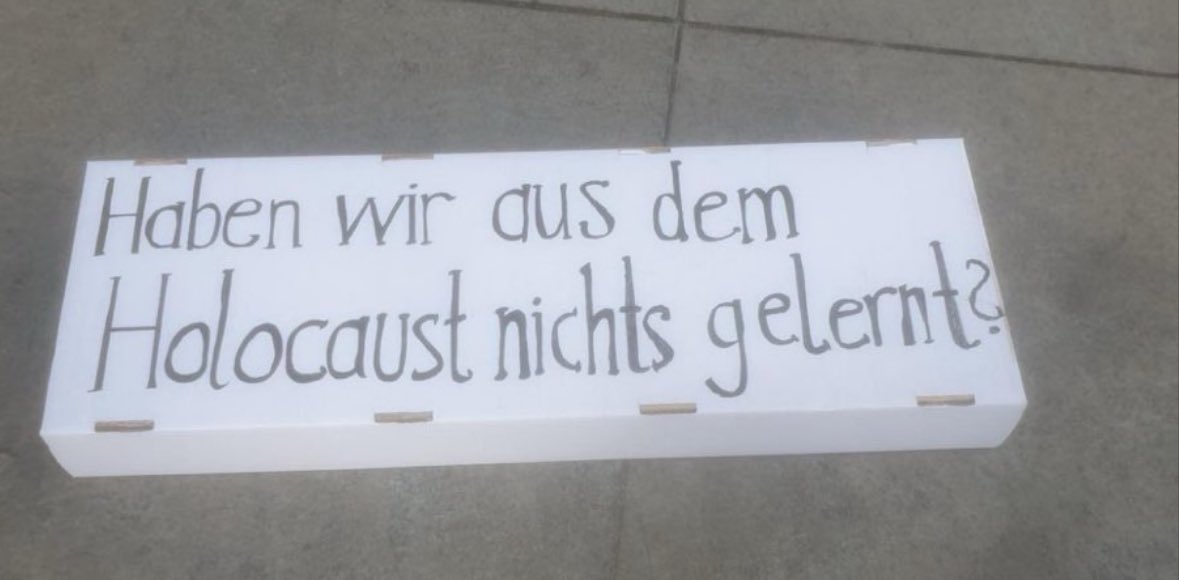 Haben wir aus dem
Holocaust nichts gelernt?